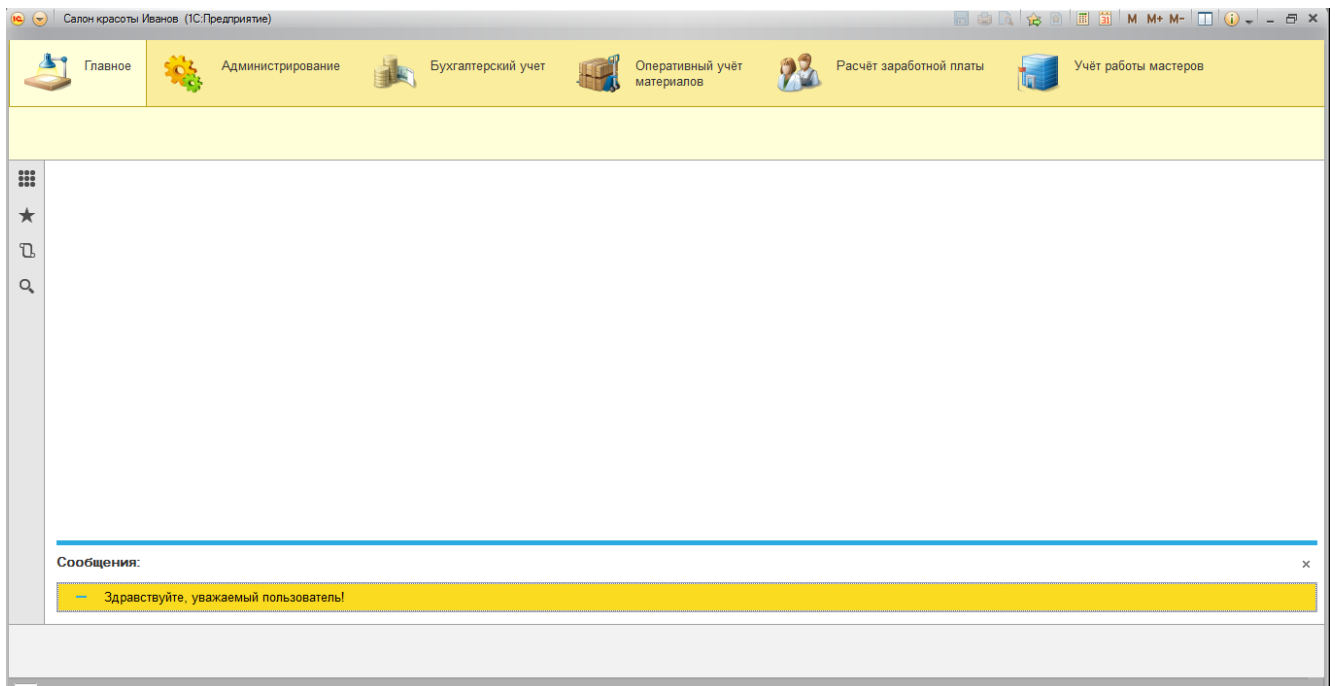 Салон красоты Иванов (1С:Предприятие)
31 M M+ M-
Главное
Администрирование
Бухгалтерский учет
Оперативный учёт
материалов
Расчёт заработной платы
Учёт работы мастеров
Сообщения:
Здравствуйте, уважаемый пользователь!